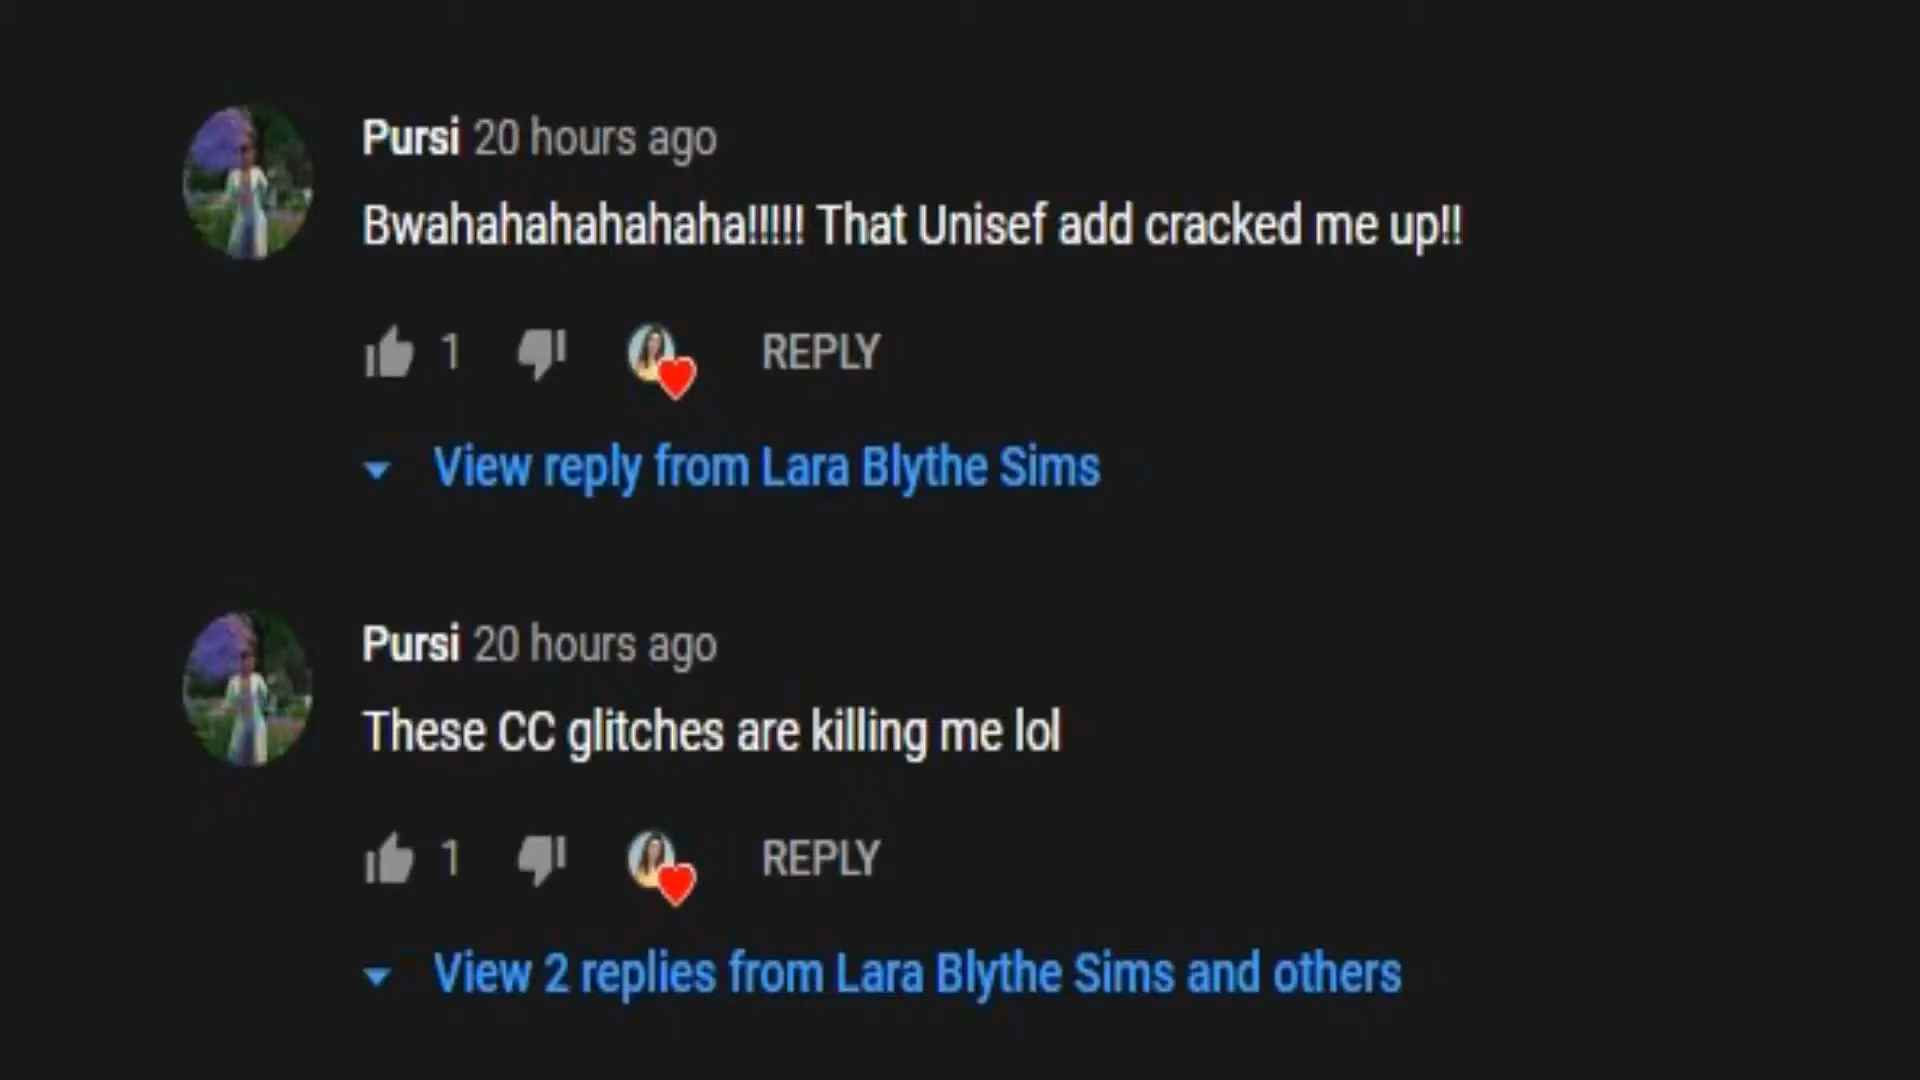 Pursi 20 hours ago
Bwahahahahahaha!!!!! That Unisef add cracked me up!!
1 REPLY
View reply from Lara Blythe Sims
Pursi 20 hours ago
These CC glitches are killing me lol
1 REPLY
View 2 replies from Lara Blythe Sims and others